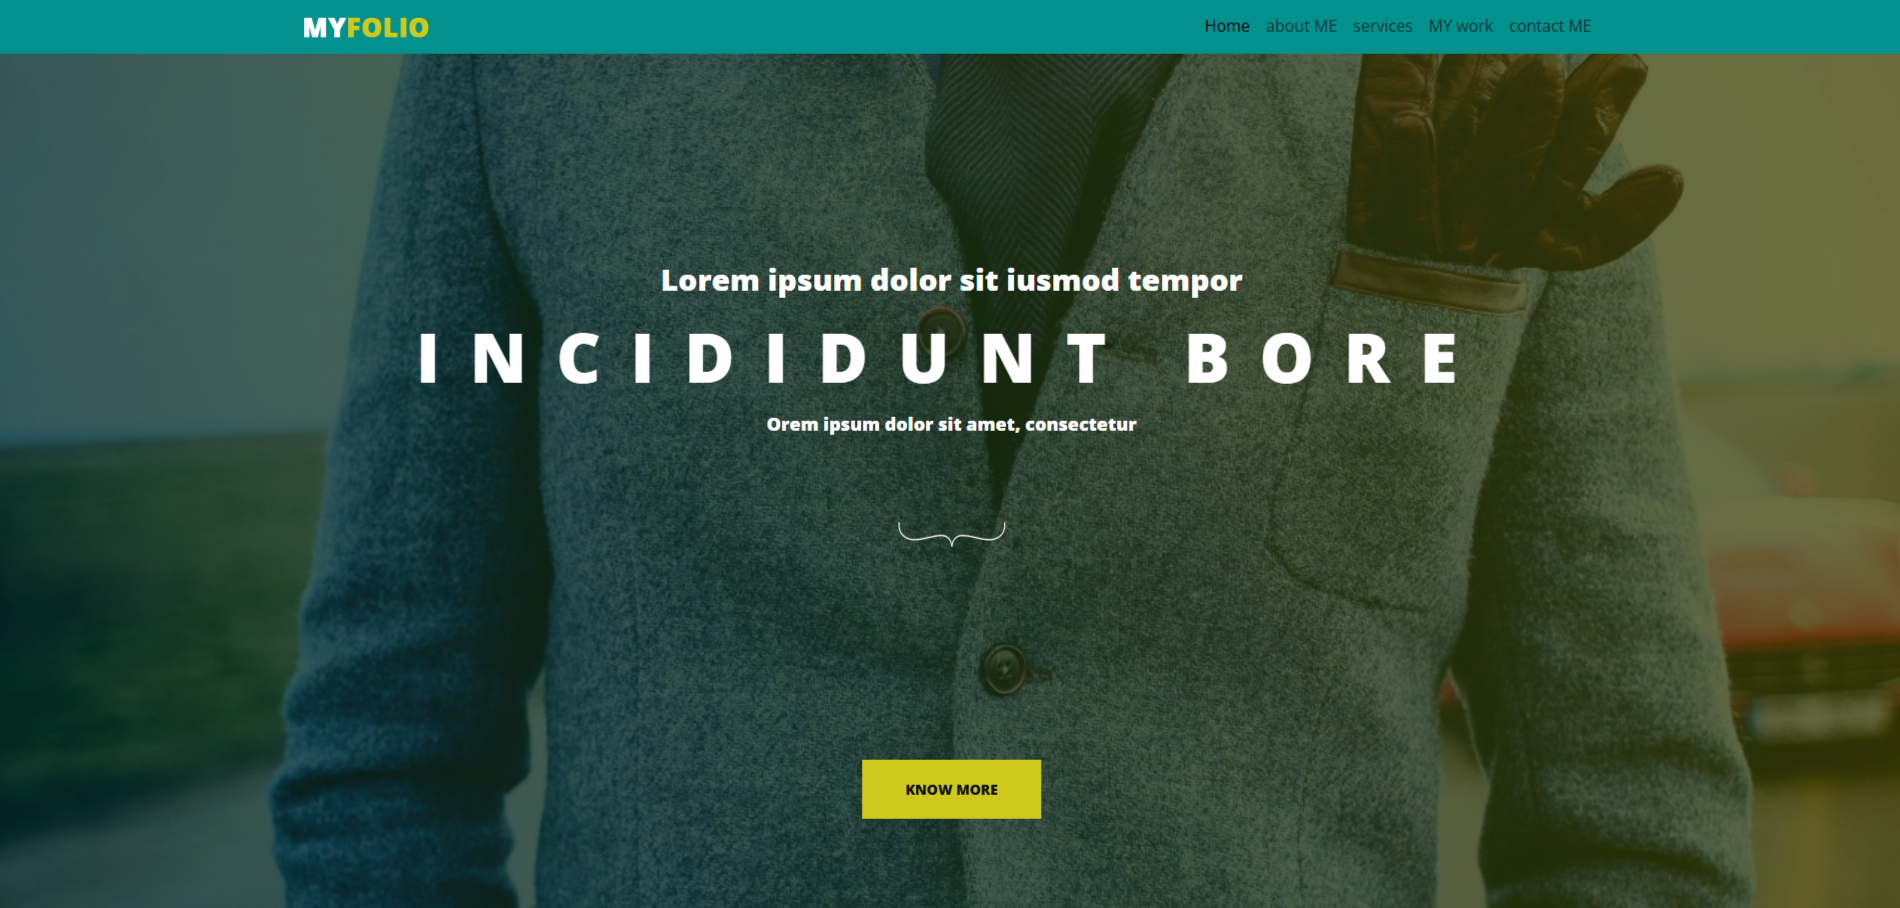 MYFOLIO
Home about ME services MY work contact ME
Lorem ipsum dolor sit iusmod tempor
INCIDIDUNT BORE
Orem ipsum dolor sit amet, consectetur
KNOW MORE